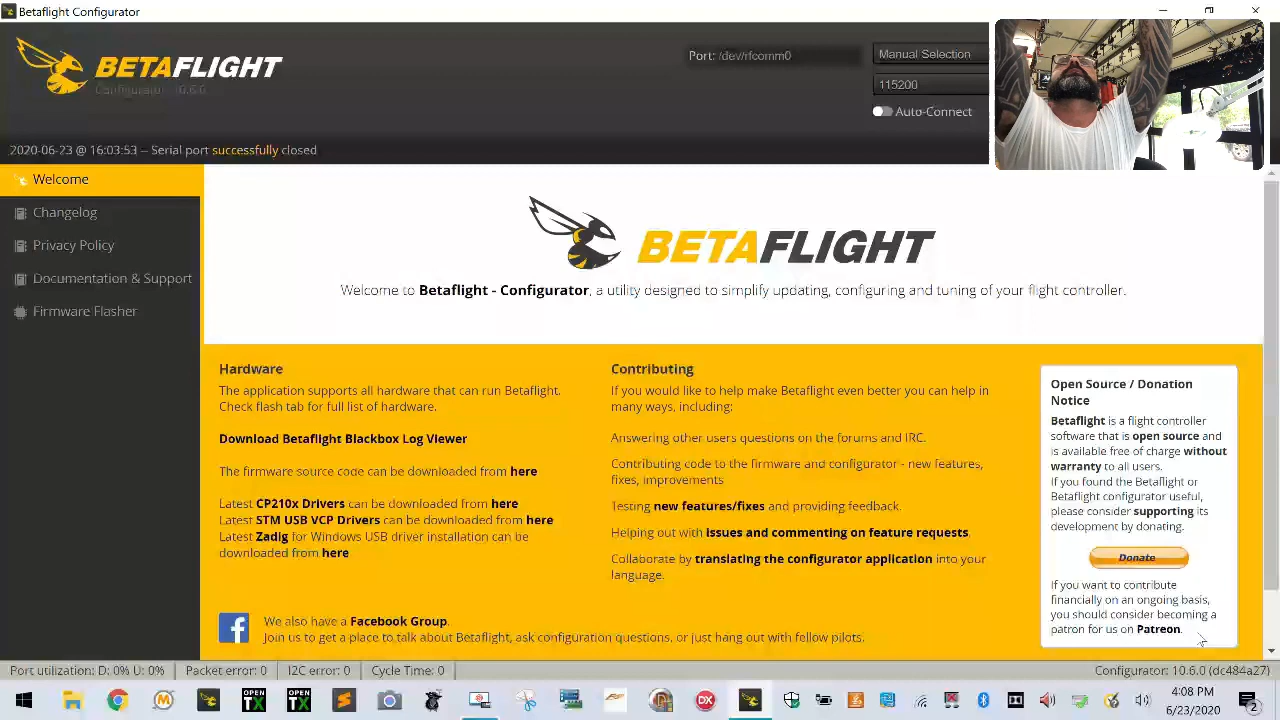 Betaflight Configurator
BETAFLIGHT
Configurator 10.6.0
Port: /dev/rfcomm0
Manual Selection
115200
Auto-Connect
2020-06-23 @ 16:03:53 -- Serial port successfully closed
Welcome
Changelog
Privacy Policy
Documentation & Support
Firmware Flasher
BETAFLIGHT
Welcome to Betaflight - Configurator, a utility designed to simplify updating, configuring and tuning of your flight controller.
Hardware
The application supports all hardware that can run Betaflight.
Check flash tab for full list of hardware.
Download Betaflight Blackbox Log Viewer
The firmware source code can be downloaded from here
Latest CP210x Drivers can be downloaded from here
Latest STM USB VCP Drivers can be downloaded from here
Latest Zadig for Windows USB driver installation can be
downloaded from here
Contributing
If you would like to help make Betaflight even better you can help in
many ways, including:
Answering other users questions on the forums and IRC.
Contributing code to the firmware and configurator - new features,
fixes, improvements
Testing new features/fixes and providing feedback.
Helping out with issues and commenting on feature requests.
Collaborate by translating the configurator application into your
language.
Open Source / Donation
Notice
Betaflight is a flight controller
software that is open source and
is available free of charge without
warranty to all users.
If you found the Betaflight or
Betaflight configurator useful,
please consider supporting its
development by donating.
Donate
If you want to contribute
financially on an ongoing basis,
you should consider becoming a
patron for us on Patreon.
We also have a Facebook Group.
Join us to get a place to talk about Betaflight, ask configuration questions, or just hang out with fellow pilots.
Port utilization: D: 0% U: 0%
Packet error: 0
I2C error: 0
Cycle Time: 0
Configurator: 10.6.0 (dc484a27)
OPEN
TX
OPEN
TX
DX
4:08 PM
6/23/2020
2